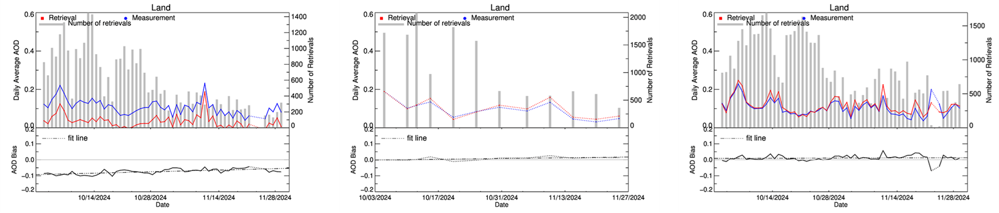 Land
Retrieval Measurement
Number of retrievals
Daily Average AOD
0.6
0.4
0.2
0.0
Number of Retrievals
1400
1200
1000
800
600
400
200
0
fit line
AOD Bias
0.2
0.1
0.0
−0.1
−0.2
10/14/2024 10/28/2024 11/14/2024 11/28/2024
Date
Land
Retrieval Measurement
Number of retrievals
Daily Average AOD
0.6
0.4
0.2
0.0
Number of Retrievals
2000
1500
1000
500
0
fit line
AOD Bias
0.2
0.1
0.0
−0.1
−0.2
10/03/2024 10/17/2024 10/31/2024 11/13/2024 11/27/2024
Date
Land
Retrieval Measurement
Number of retrievals
Daily Average AOD
0.6
0.4
0.2
0.0
Number of Retrievals
1500
1000
500
0
fit line
AOD Bias
0.2
0.1
0.0
−0.1
−0.2
10/14/2024 10/28/2024 11/14/2024 11/28/2024
Date